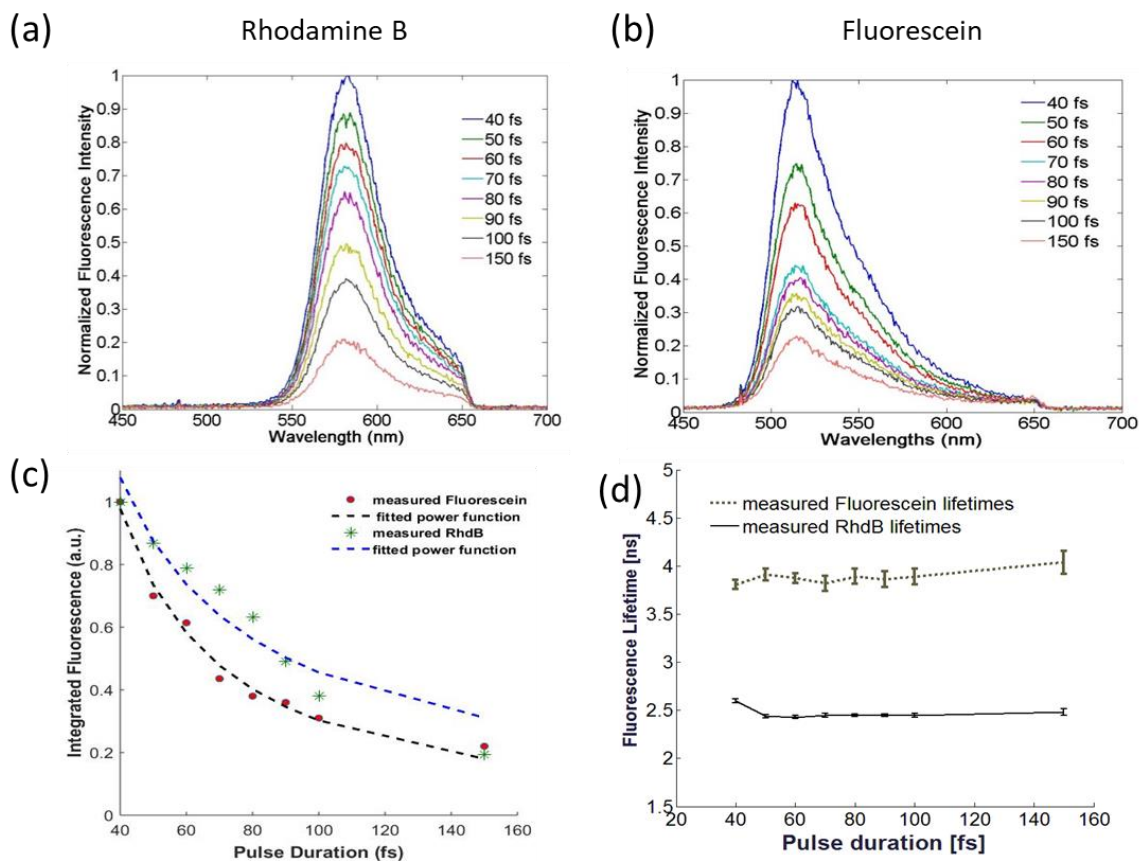 (a)
Rhodamine B
Normalized Fluorescence Intensity
1
0.9
0.8
0.7
0.6
0.5
0.4
0.3
0.2
0.1
450
500
550
600
650
700
Wavelength (nm)
40 fs
50 fs
60 fs
70 fs
80 fs
90 fs
100 fs
150 fs
(b)
Fluorescein
Normalized Fluorescence Intensity
1
0.9
0.8
0.7
0.6
0.5
0.4
0.3
0.2
0.1
0
450
500
550
600
650
700
Wavelengths (nm)
40 fs
50 fs
60 fs
70 fs
80 fs
90 fs
100 fs
150 fs
(c)
Integrated Fluorescence (a.u.)
1
0.8
0.6
0.4
0.2
0
40
60
80
100
120
140
160
Pulse Duration (fs)
measured Fluorescein
fitted power function
measured RhdB
fitted power function
(d)
Fluorescence Lifetime [ns]
5
4.5
4
3.5
3
2.5
2
1.5
20
40
60
80
100
120
140
160
Pulse duration [fs]
measured Fluorescein lifetimes
measured RhdB lifetimes